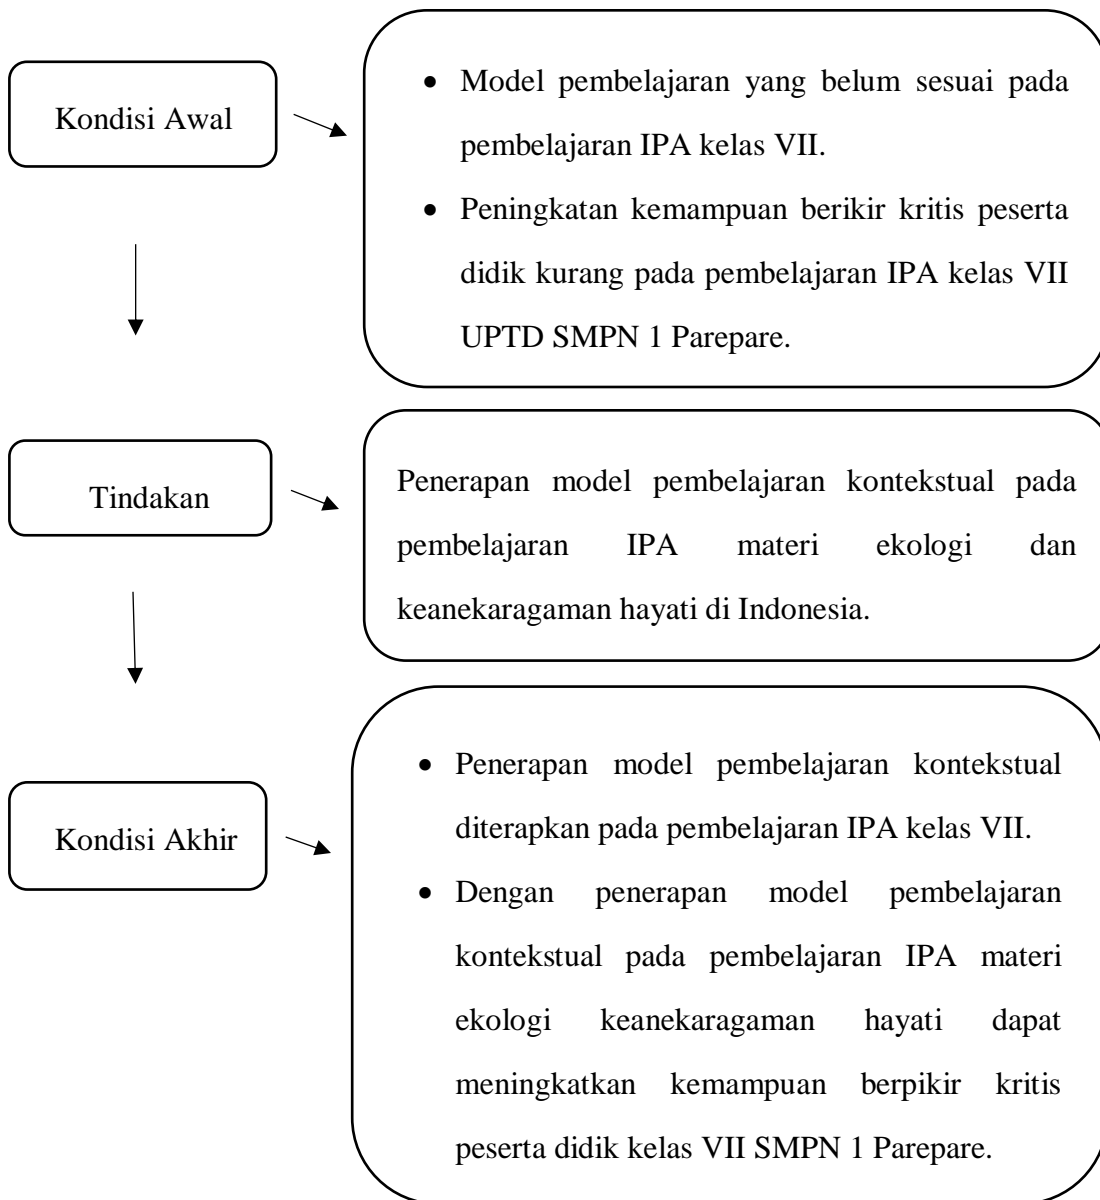 Kondisi Awal
• Model pembelajaran yang belum sesuai pada
pembelajaran IPA kelas VII.
• Peningkatan kemampuan berikir kritis peserta
didik kurang pada pembelajaran IPA kelas VII
UPTD SMPN 1 Parepare.
Tindakan
Penerapan model pembelajaran kontekstual pada
pembelajaran IPA materi ekologi dan
keanekaragaman hayati di Indonesia.
Kondisi Akhir
• Penerapan model pembelajaran kontekstual
diterapkan pada pembelajaran IPA kelas VII.
• Dengan penerapan model pembelajaran
kontekstual pada pembelajaran IPA materi
ekologi keanekaragaman hayati dapat
meningkatkan kemampuan berpikir kritis
peserta didik kelas VII SMPN 1 Parepare.